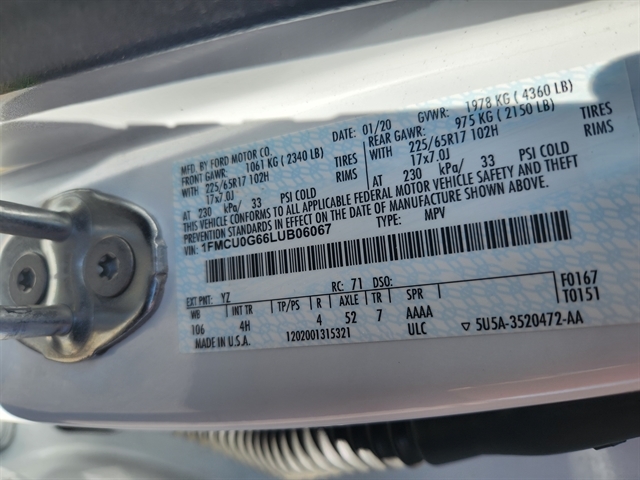 MFD. BY FORD MOTOR CO. 01/20 GVWR: 1978 KG ( 4360 LB)
FRONT GAWR: 1061 KG ( 2340 LB) REAR GAWR: 975 KG ( 2150 LB)
WITH 225/65R17 102H TIRES WITH 225/65R17 102H TIRES
17x7.0J RIMS 17x7.0J RIMS
AT 230 kPa/ 33 PSI COLD AT 230 kPa/ 33 PSI COLD
THIS VEHICLE CONFORMS TO ALL APPLICABLE FEDERAL MOTOR VEHICLE SAFETY AND THEFT
PREVENTION STANDARDS IN EFFECT ON THE DATE OF MANUFACTURE SHOWN ABOVE.
VIN: 1FMCU0G66LUB06067 MPV
EXT PNT: YZ RC: 71 DSO:
WB INT TR TP/PS R AXLE TR SPR F0167
106 4H 4 52 7 AAAA T0151
MADE IN U.S.A. 1202001315321 ULC ▽ 5U5A-3520472-AA